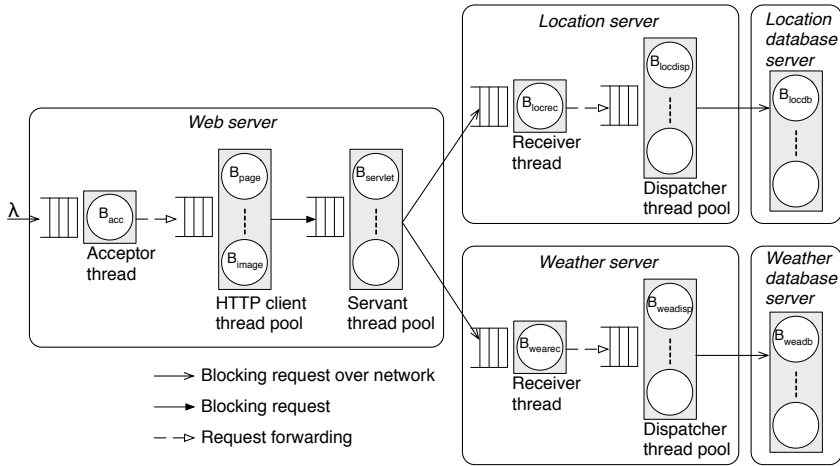 Web server
λ
B_acc
Acceptor
thread
B_page
B_image
HTTP client
thread pool
B_servlet
Servant
thread pool
Location server
B_locrec
Receiver
thread
B_locdisp
Dispatcher
thread pool
Location
database
server
B_locdb
Weather server
B_wearec
Receiver
thread
B_weadisp
Dispatcher
thread pool
Weather
database
server
B_weadb
Blocking request over network
Blocking request
Request forwarding